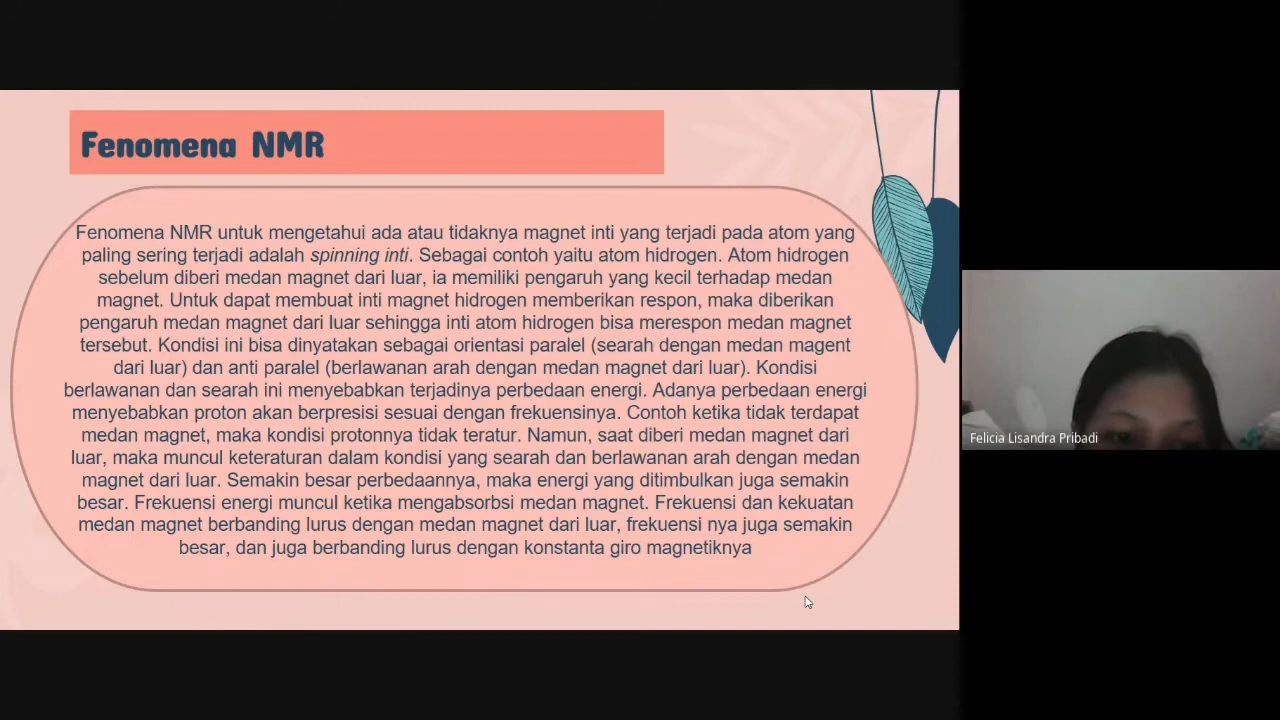 Fenomena NMR
Fenomena NMR untuk mengetahui ada atau tidaknya magnet inti yang terjadi pada atom yang
paling sering terjadi adalah spinning inti. Sebagai contoh yaitu atom hidrogen. Atom hidrogen
sebelum diberi medan magnet dari luar, ia memiliki pengaruh yang kecil terhadap medan
magnet. Untuk dapat membuat inti magnet hidrogen memberikan respon, maka diberikan
pengaruh medan magnet dari luar sehingga inti atom hidrogen bisa merespon medan magnet
tersebut. Kondisi ini bisa dinyatakan sebagai orientasi paralel (searah dengan medan magent
dari luar) dan anti paralel (berlawanan arah dengan medan magnet dari luar). Kondisi
berlawanan dan searah ini menyebabkan terjadinya perbedaan energi. Adanya perbedaan energi
menyebabkan proton akan berpresisi sesuai dengan frekuensinya. Contoh ketika tidak terdapat
medan magnet, maka kondisi protonnya tidak teratur. Namun, saat diberi medan magnet dari
luar, maka muncul keteraturan dalam kondisi yang searah dan berlawanan arah dengan medan
magnet dari luar. Semakin besar perbedaannya, maka energi yang ditimbulkan juga semakin
besar. Frekuensi energi muncul ketika mengabsorbsi medan magnet. Frekuensi dan kekuatan
medan magnet berbanding lurus dengan medan magnet dari luar, frekuensi nya juga semakin
besar, dan juga berbanding lurus dengan konstanta giro magnetiknya
Felicia Lisandra Pribadi